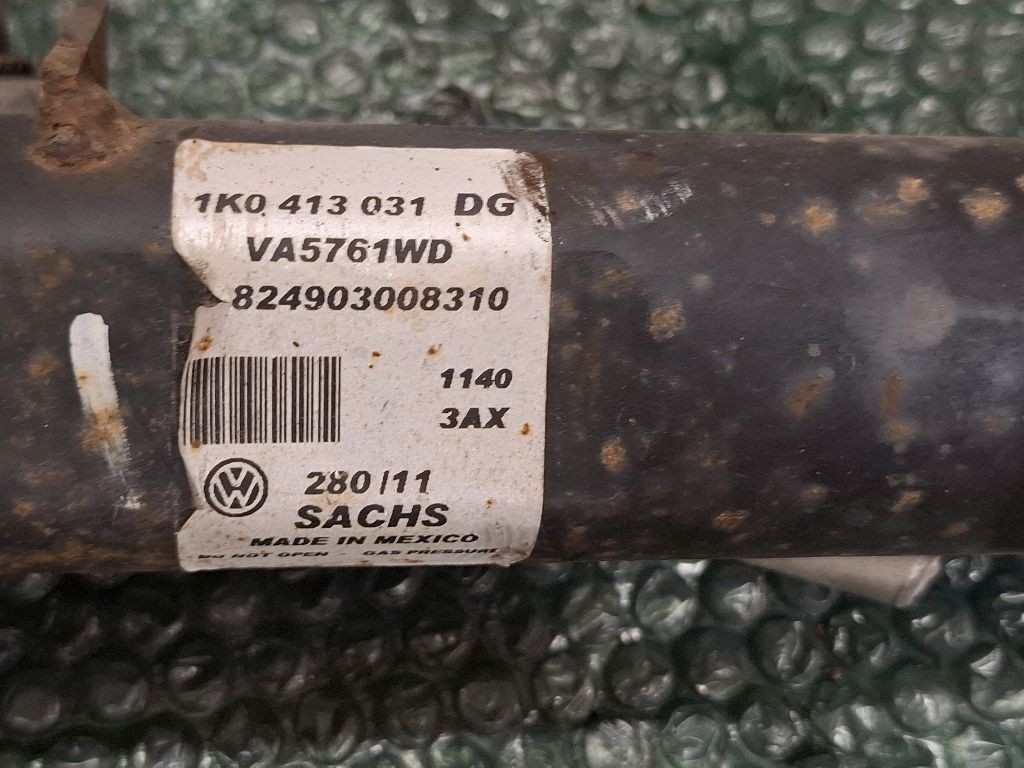 1K0 413 031 DG
VA5761WD
824903008310
1140
3AX
VW
280/11
SACHS
MADE IN MEXICO
DO NOT OPEN - GAS PRESSURE